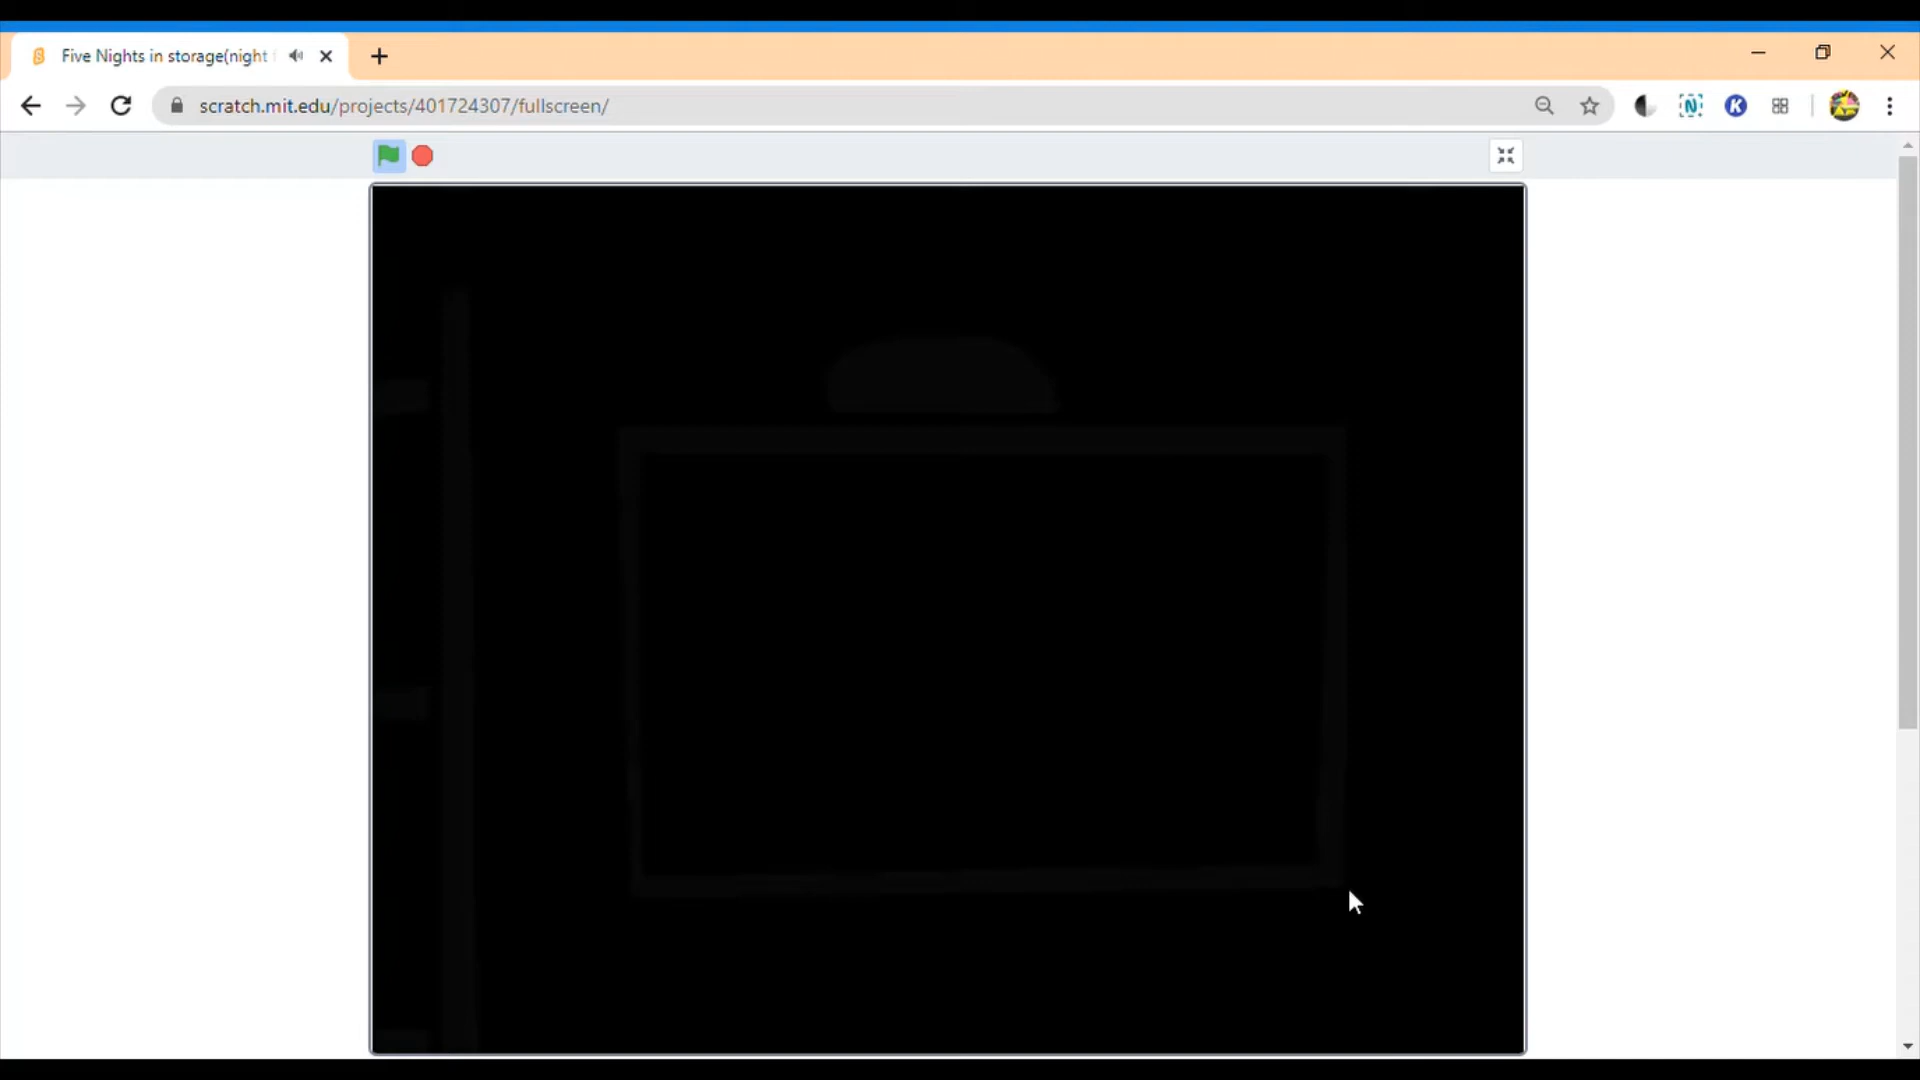 Five Nights in storage(night
scratch.mit.edu/projects/401724307/fullscreen/